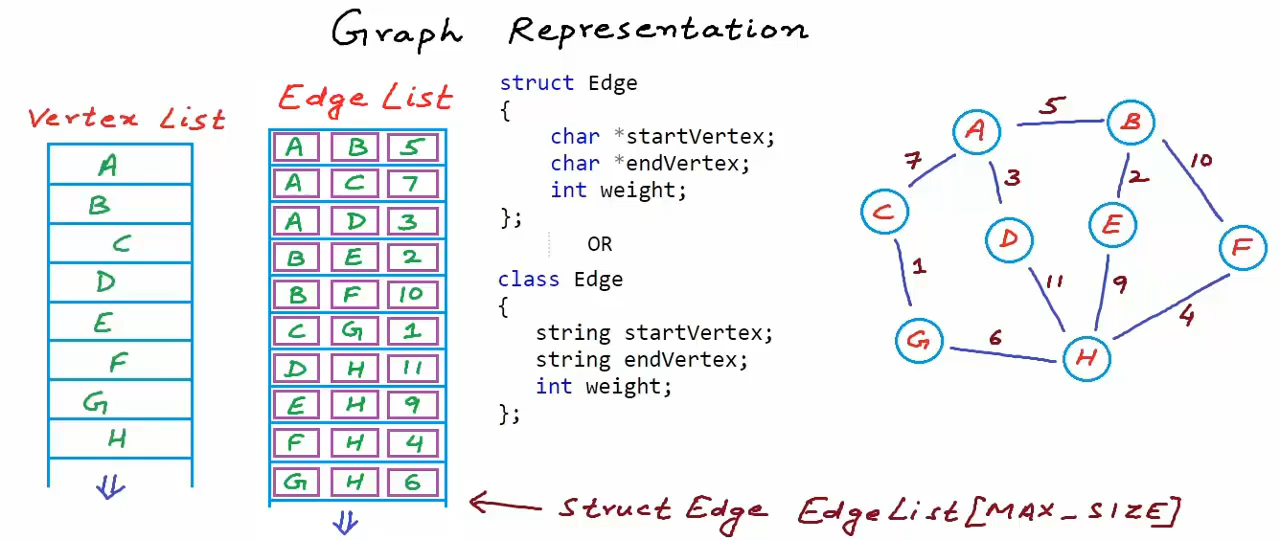 Graph Representation
Vertex List
A
B
C
D
E
F
G
H
Edge List
A B 5
A C 7
A D 3
B E 2
B F 10
C G 1
D H 11
E H 9
F H 4
G H 6
struct Edge
{
char *startVertex;
char *endVertex;
int weight;
};
OR
class Edge
{
string startVertex;
string endVertex;
int weight;
};
struct Edge EdgeList[MAX_SIZE]
A 5 B
7 3 2 10
C D E F
1 11 9 4
G 6 H